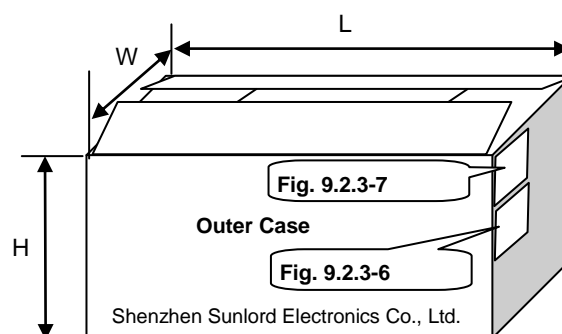 L
W
Fig. 9.2.3-7
Outer Case
H
Fig. 9.2.3-6
Shenzhen Sunlord Electronics Co., Ltd.